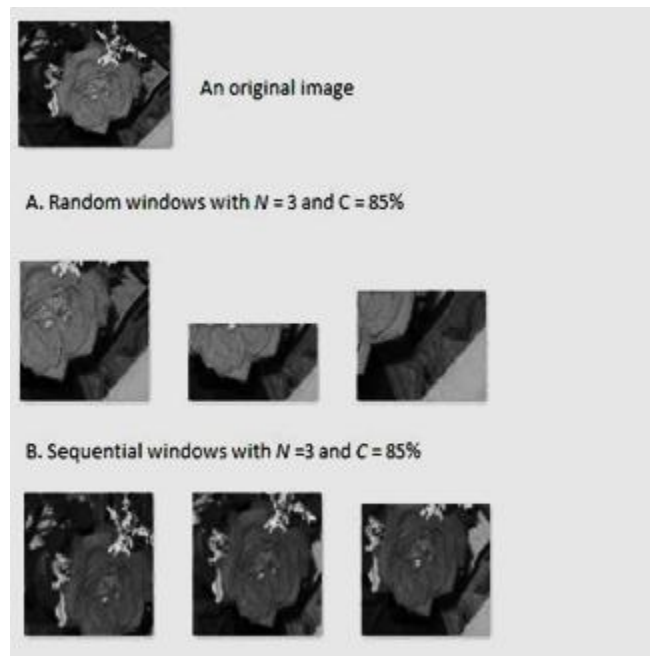 An original image
A. Random windows with N = 3 and C = 85%
B. Sequential windows with N =3 and C = 85%